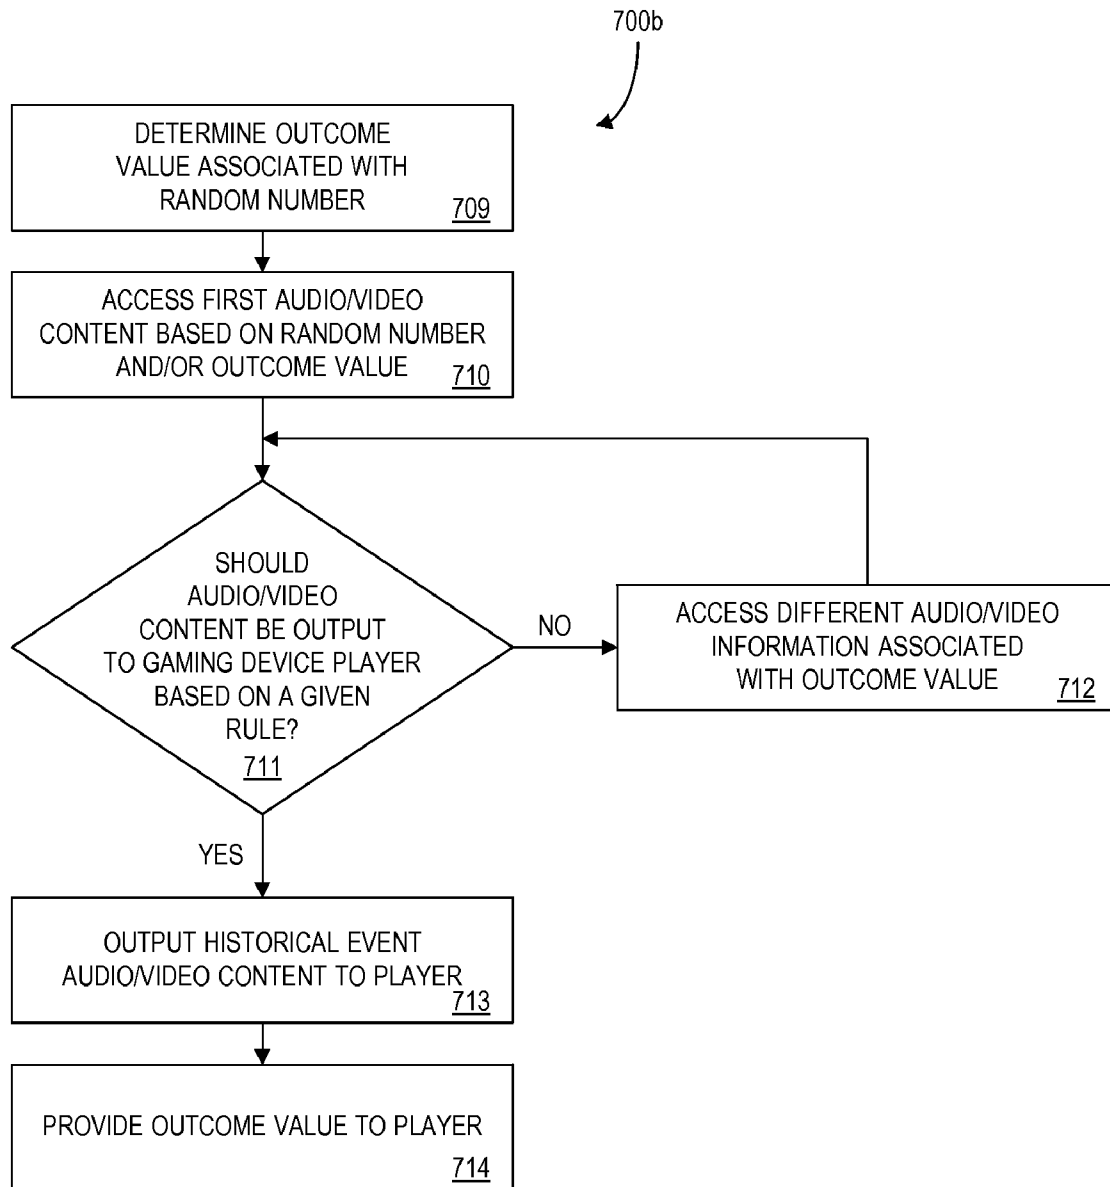 700b
DETERMINE OUTCOME
VALUE ASSOCIATED WITH
RANDOM NUMBER
709
ACCESS FIRST AUDIO/VIDEO
CONTENT BASED ON RANDOM NUMBER
AND/OR OUTCOME VALUE
710
SHOULD
AUDIO/VIDEO
CONTENT BE OUTPUT
TO GAMING DEVICE PLAYER
BASED ON A GIVEN
RULE?
711
NO
ACCESS DIFFERENT AUDIO/VIDEO
INFORMATION ASSOCIATED
WITH OUTCOME VALUE
712
YES
OUTPUT HISTORICAL EVENT
AUDIO/VIDEO CONTENT TO PLAYER
713
PROVIDE OUTCOME VALUE TO PLAYER
714